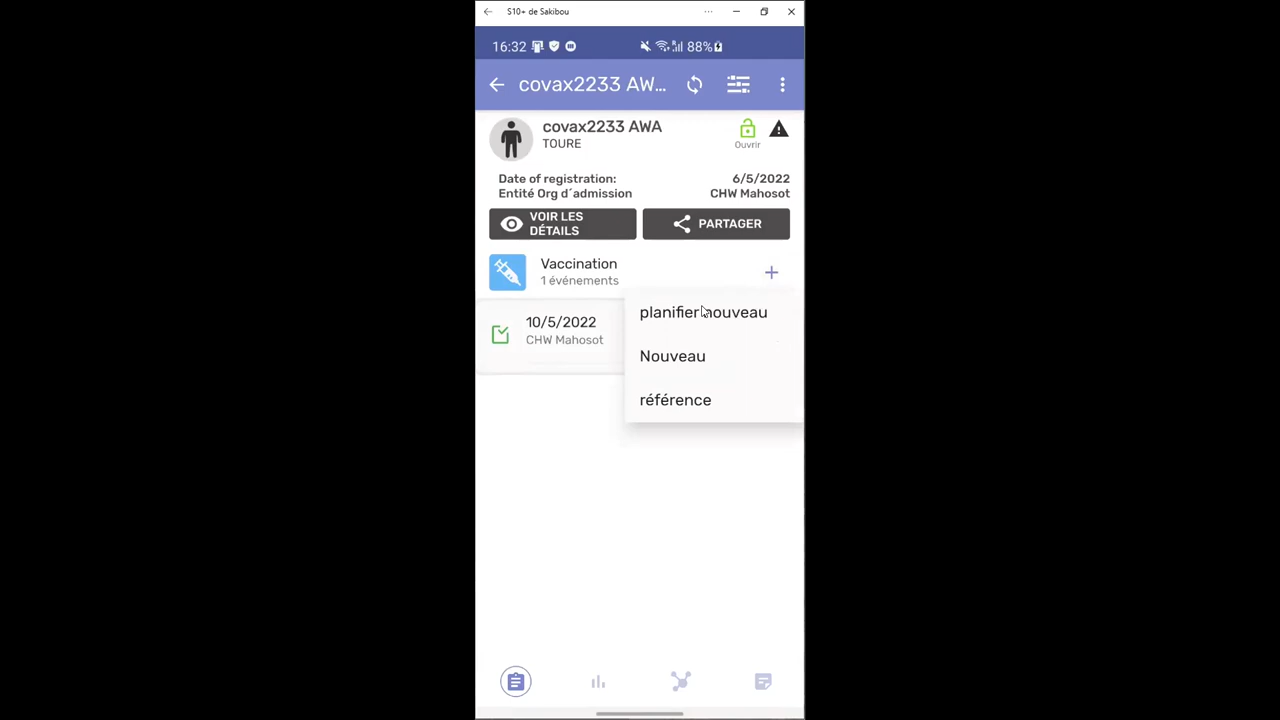 S10+ de Sakibou
16:32 88%
covax2233 AW...
covax2233 AWA
TOURE
Ouvrir
Date of registration: 6/5/2022
Entité Org d´admission CHW Mahosot
VOIR LES DÉTAILS
PARTAGER
Vaccination
1 événements
planifier nouveau
10/5/2022
CHW Mahosot
Nouveau
référence